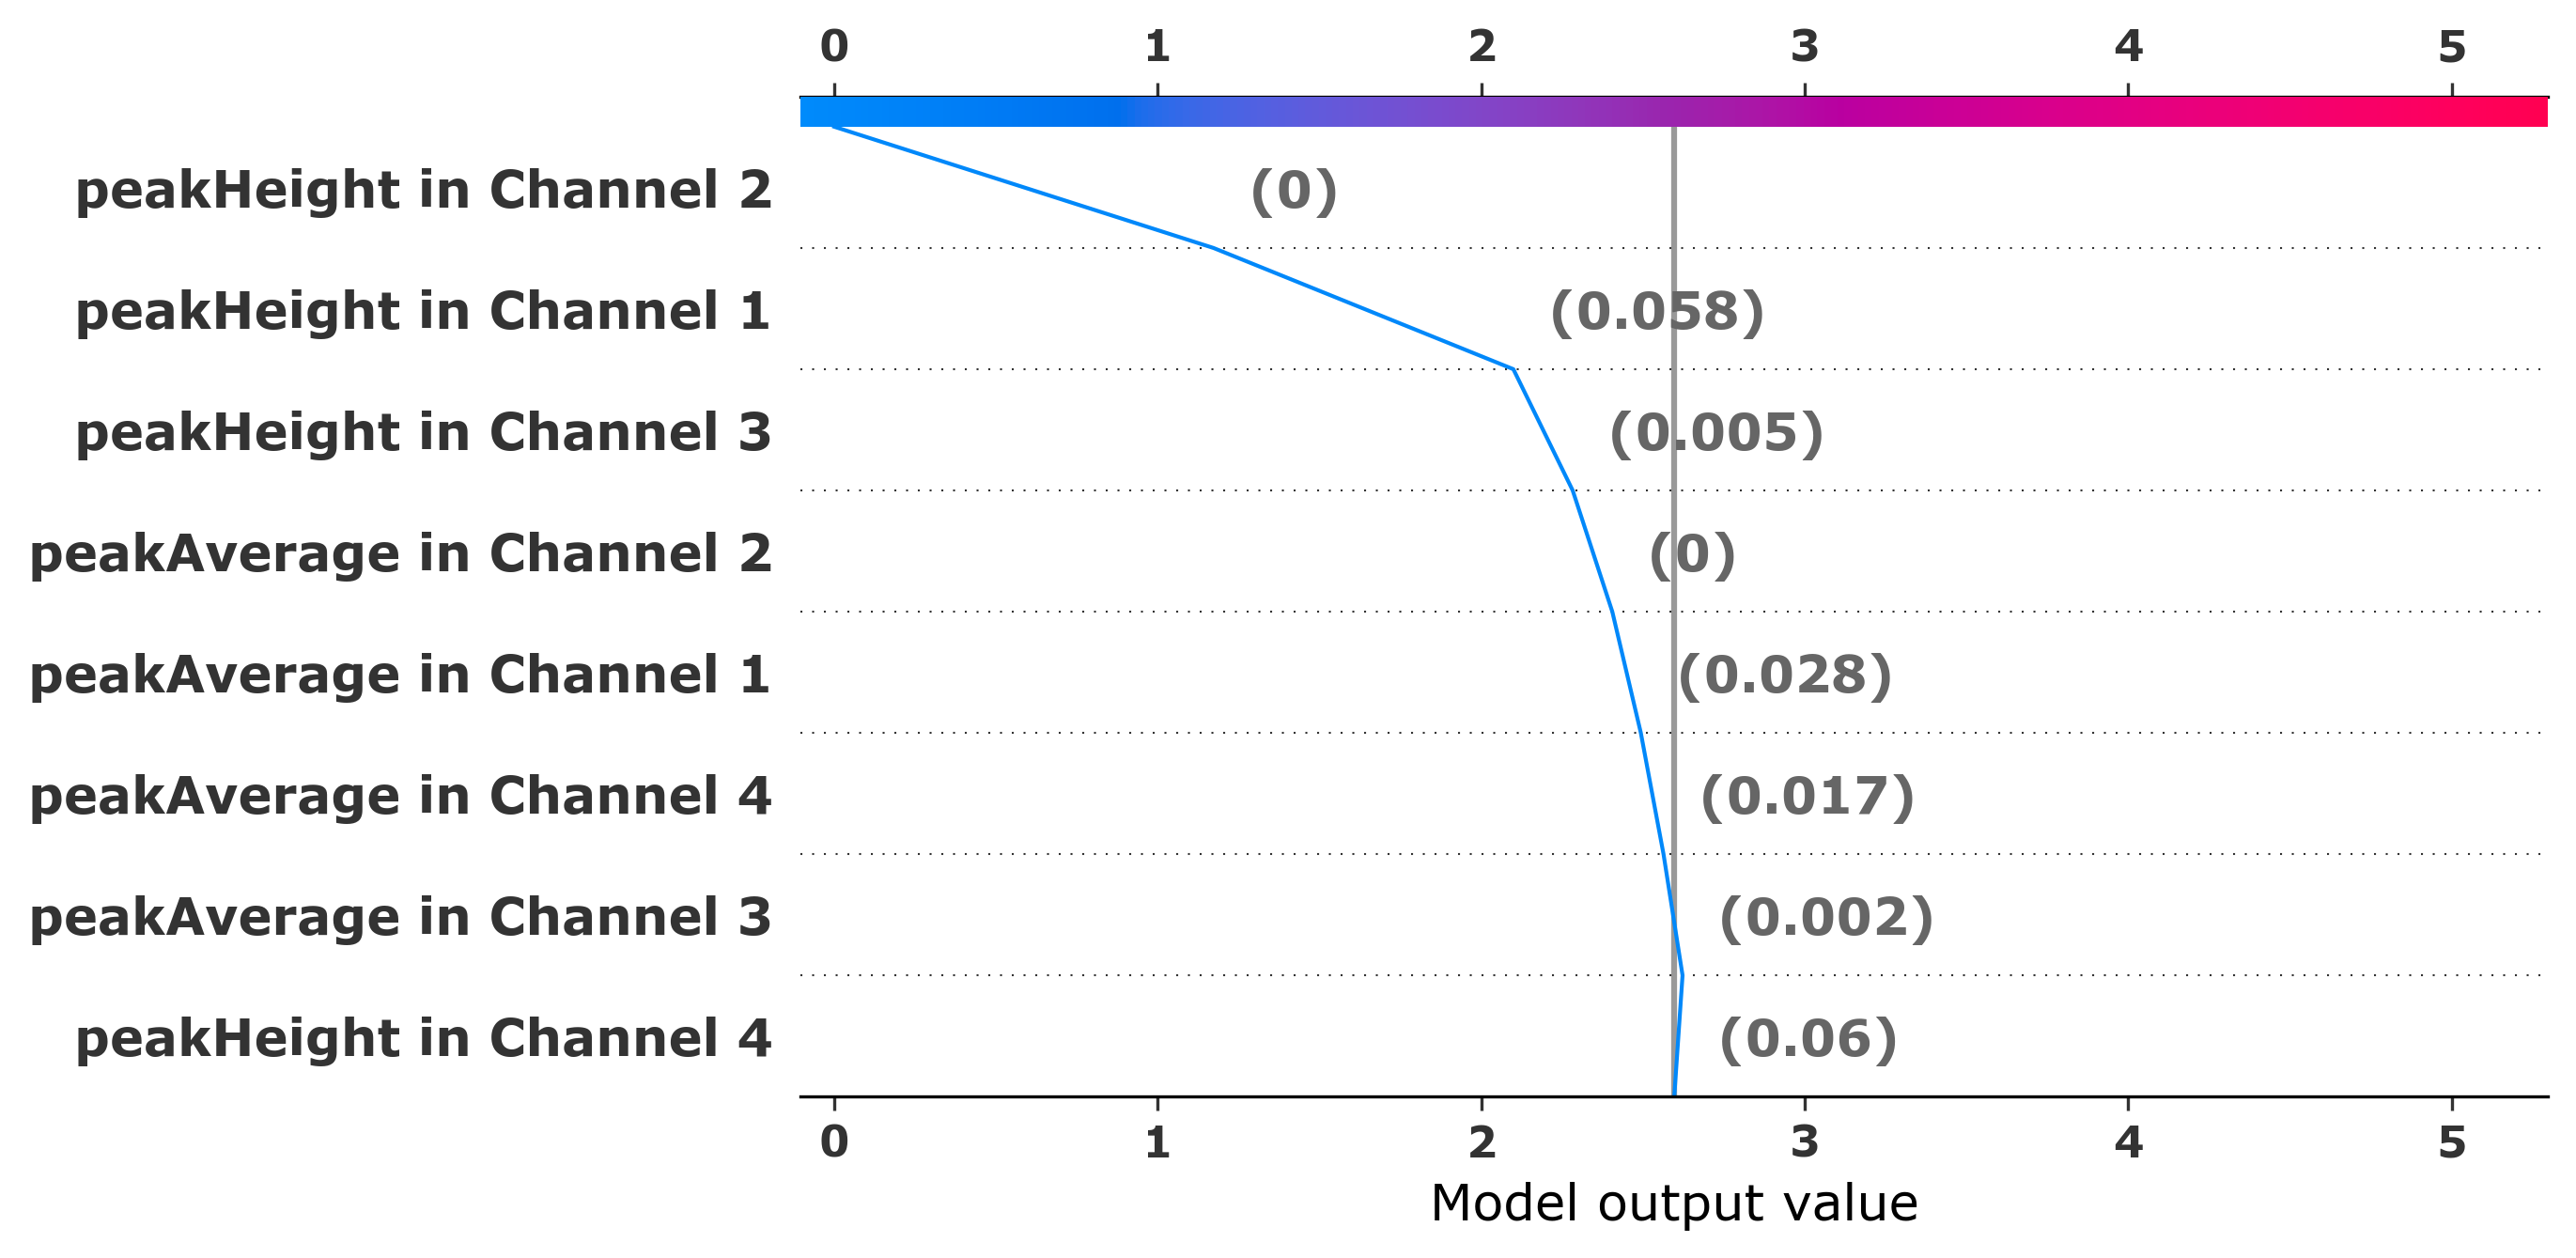 0 1 2 3 4 5
peakHeight in Channel 2 (0)
peakHeight in Channel 1 (0.058)
peakHeight in Channel 3 (0.005)
peakAverage in Channel 2 (0)
peakAverage in Channel 1 (0.028)
peakAverage in Channel 4 (0.017)
peakAverage in Channel 3 (0.002)
peakHeight in Channel 4 (0.06)
0 1 2 3 4 5
Model output value